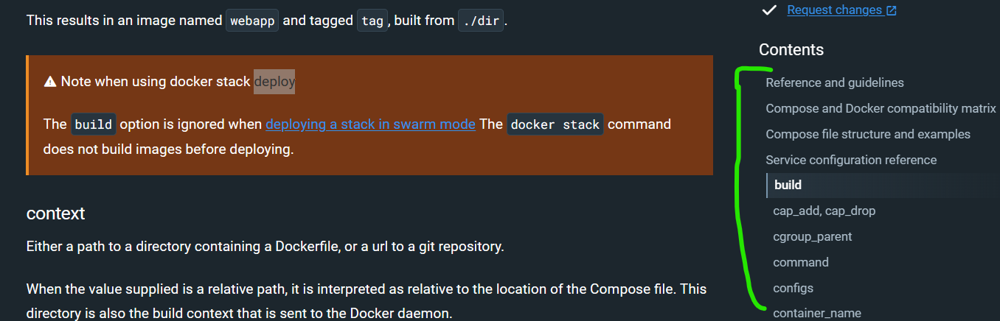 This results in an image named webapp and tagged tag, built from ./dir.
Note when using docker stack deploy
The build option is ignored when deploying a stack in swarm mode The docker stack command
does not build images before deploying.
context
Either a path to a directory containing a Dockerfile, or a url to a git repository.
When the value supplied is a relative path, it is interpreted as relative to the location of the Compose file. This
directory is also the build context that is sent to the Docker daemon.
Request changes
Contents
Reference and guidelines
Compose and Docker compatibility matrix
Compose file structure and examples
Service configuration reference
build
cap_add, cap_drop
cgroup_parent
command
configs
container_name